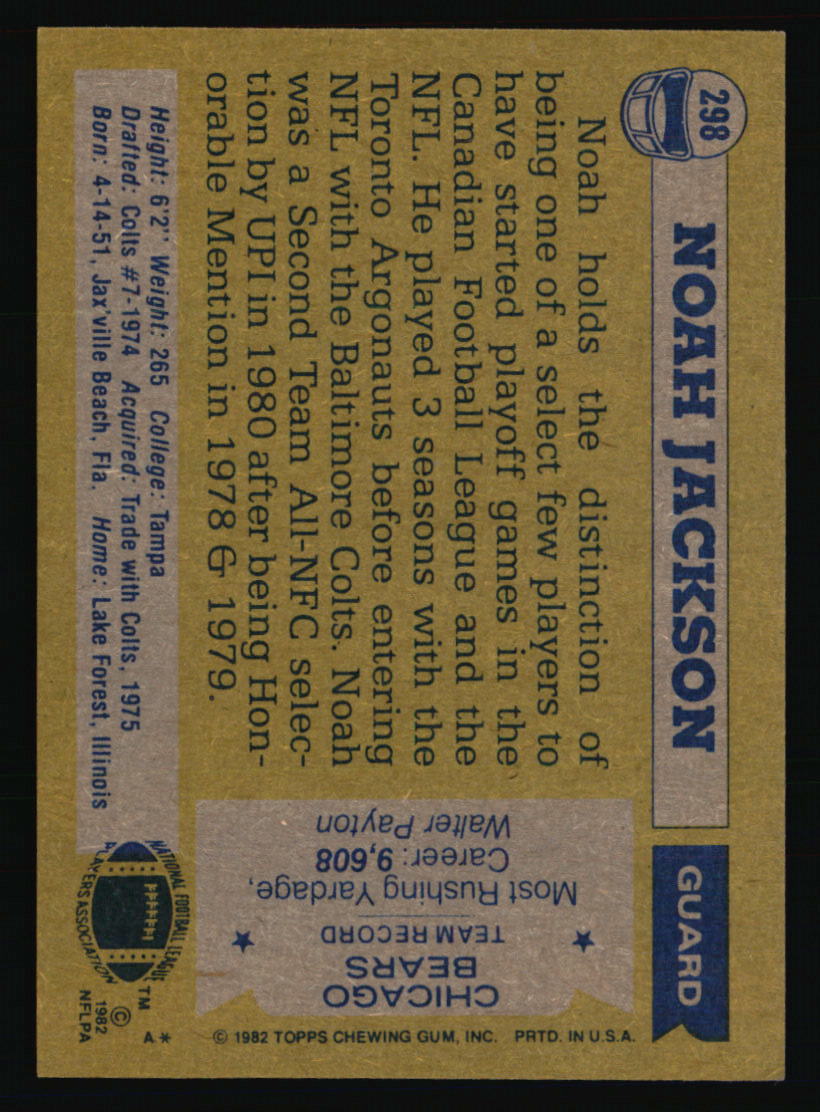 298
NOAH JACKSON
GUARD
Noah holds the distinction of
being one of a select few players to
have started playoff games in the
Canadian Football League and the
NFL. He played 3 seasons with the
Toronto Argonauts before entering
NFL with the Baltimore Colts. Noah
was a Second Team All-NFC selec-
tion by UPI in 1980 after being Hon-
orable Mention in 1978 & 1979.
Height: 6'2" Weight: 265 College: Tampa
Drafted: Colts #7-1974 Acquired: Trade with Colts, 1975
Born: 4-14-51, Jax'ville Beach, Fla. Home: Lake Forest, Illinois
CHICAGO
BEARS
TEAM RECORD
Most Rushing Yardage,
Career: 9,608
Walter Payton
NATIONAL FOOTBALL LEAGUE
PLAYERS ASSOCIATION
TM
©
1982
NFLPA
A*
© 1982 TOPPS CHEWING GUM, INC. PRTD. IN U.S.A.